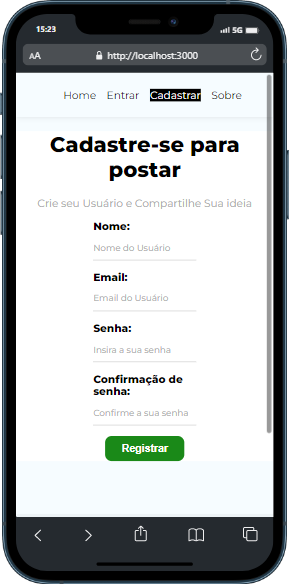 15:23
5G
AA
http://localhost:3000
Home Entrar Cadastrar Sobre
Cadastre-se para
postar
Crie seu Usuário e Compartilhe Sua ideia
Nome:
Nome do Usuário
Email:
Email do Usuário
Senha:
Insira a sua senha
Confirmação de
senha:
Confirme a sua senha
Registrar